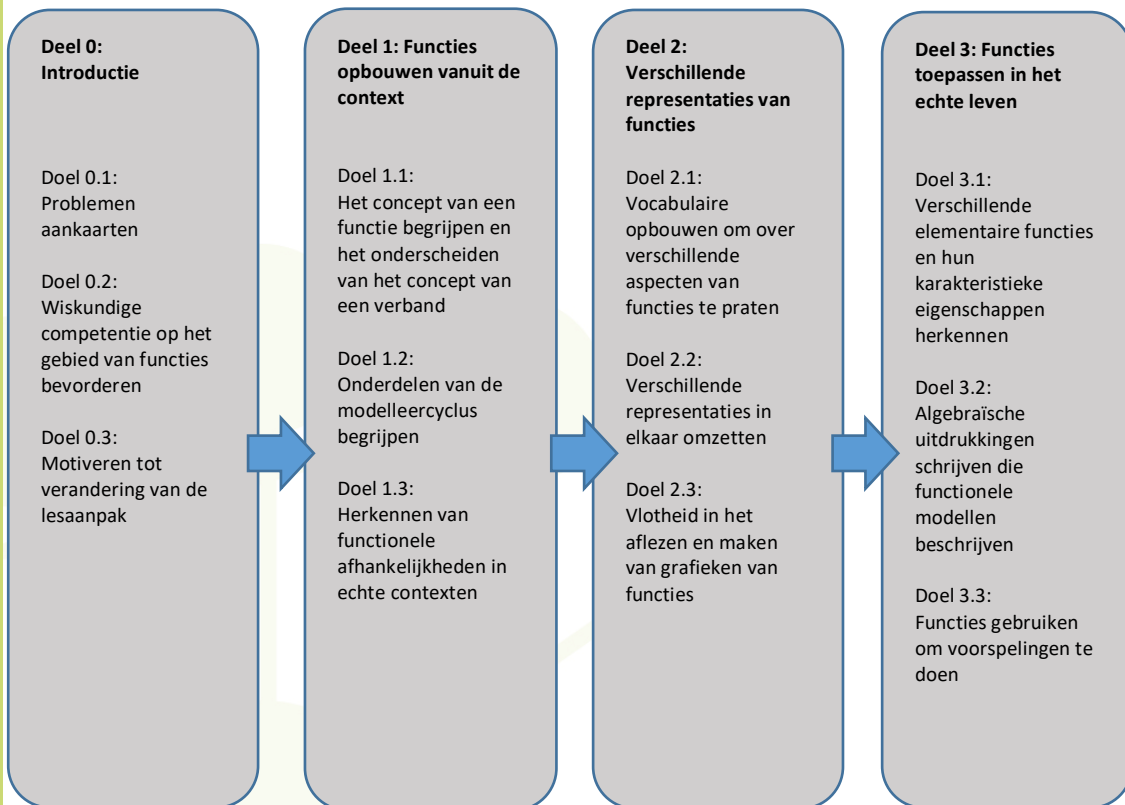 Deel 0:
Introductie
Doel 0.1:
Problemen
aankaarten
Doel 0.2:
Wiskundige
competentie op het
gebied van functies
bevorderen
Doel 0.3:
Motiveren tot
verandering van de
lesaanpak
Deel 1: Functies
opbouwen vanuit de
context
Doel 1.1:
Het concept van een
functie begrijpen en
het onderscheiden
van het concept van
een verband
Doel 1.2:
Onderdelen van de
modelleercyclus
begrijpen
Doel 1.3:
Herkennen van
functionele
afhankelijkheden in
echte contexten
Deel 2:
Verschillende
representaties van
functies
Doel 2.1:
Vocabulaire
opbouwen om over
verschillende
aspecten van
functies te praten
Doel 2.2:
Verschillende
representaties in
elkaar omzetten
Doel 2.3:
Vlotheid in het
aflezen en maken
van grafieken van
functies
Deel 3: Functies
toepassen in het
echte leven
Doel 3.1:
Verschillende
elementaire functies
en hun
karakteristieke
eigenschappen
herkennen
Doel 3.2:
Algebraïsche
uitdrukkingen
schrijven die
functionele
modellen
beschrijven
Doel 3.3:
Functies gebruiken
om voorspelingen te
doen